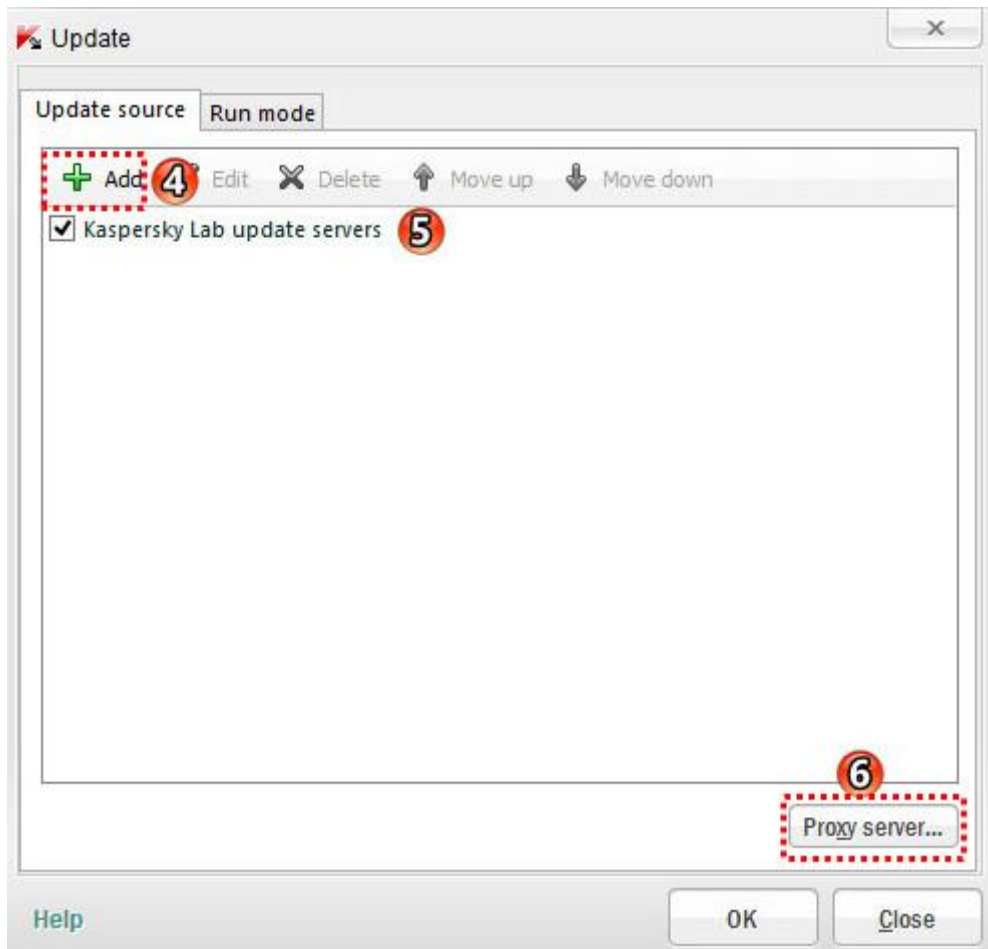 Update
Update source Run mode
Add 4 Edit Delete Move up Move down
Kaspersky Lab update servers 5
6
Proxy server...
Help OK Close